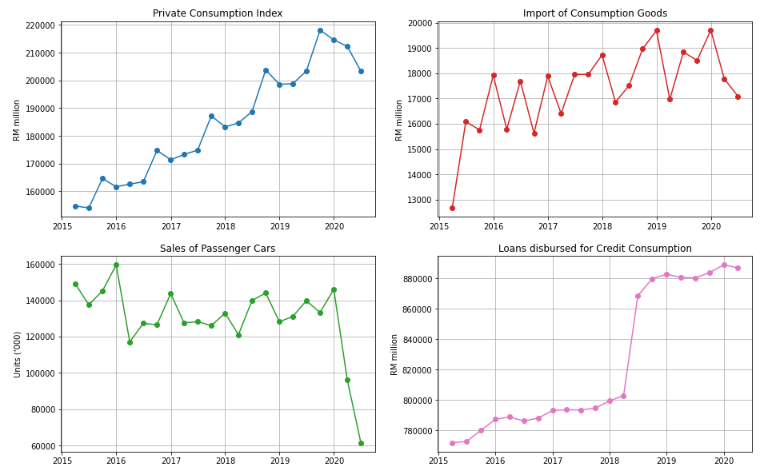 Private Consumption Index
RM million
220000
210000
200000
190000
180000
170000
160000
2015 2016 2017 2018 2019 2020
Import of Consumption Goods
RM million
20000
19000
18000
17000
16000
15000
14000
13000
2015 2016 2017 2018 2019 2020
Sales of Passenger Cars
Units ('000)
160000
140000
120000
100000
80000
60000
2015 2016 2017 2018 2019 2020
Loans disbursed for Credit Consumption
RM million
880000
860000
840000
820000
800000
780000
2015 2016 2017 2018 2019 2020